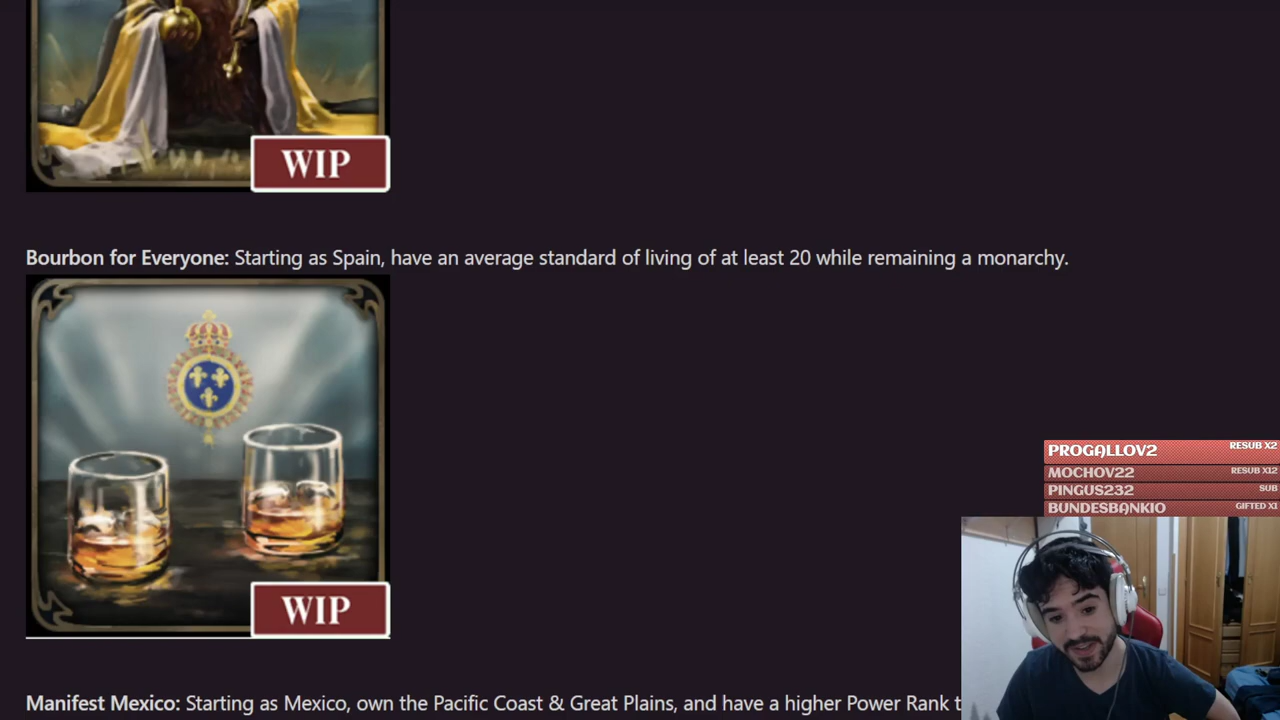 WIP
Bourbon for Everyone: Starting as Spain, have an average standard of living of at least 20 while remaining a monarchy.
WIP
PROGALLOV2 RESUB X2
MOCHOV22 RESUB X12
PINGUS232 SUB
BUNDESBANKIO GIFTED X1
Manifest Mexico: Starting as Mexico, own the Pacific Coast & Great Plains, and have a higher Power Rank